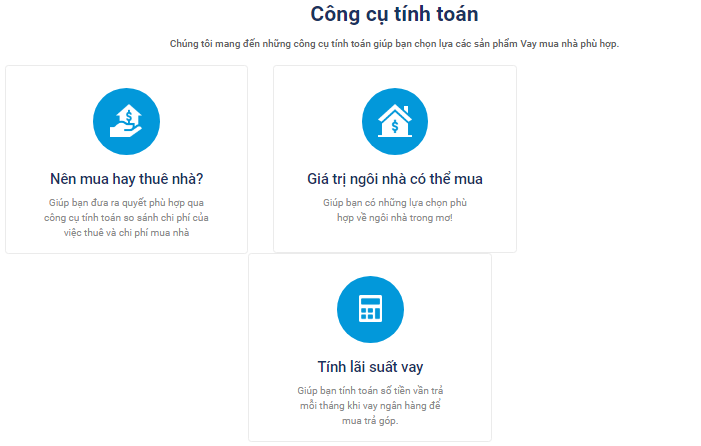 Công cụ tính toán
Chúng tôi mang đến những công cụ tính toán giúp bạn chọn lựa các sản phẩm Vay mua nhà phù hợp.
Nên mua hay thuê nhà?
Giúp bạn đưa ra quyết phù hợp qua
công cụ tính toán so sánh chi phí của
việc thuê và chi phí mua nhà
Giá trị ngôi nhà có thể mua
Giúp bạn có những lựa chọn phù
hợp về ngôi nhà trong mơ!
Tính lãi suất vay
Giúp bạn tính toán số tiền vần trả
mỗi tháng khi vay ngân hàng để
mua trả góp.